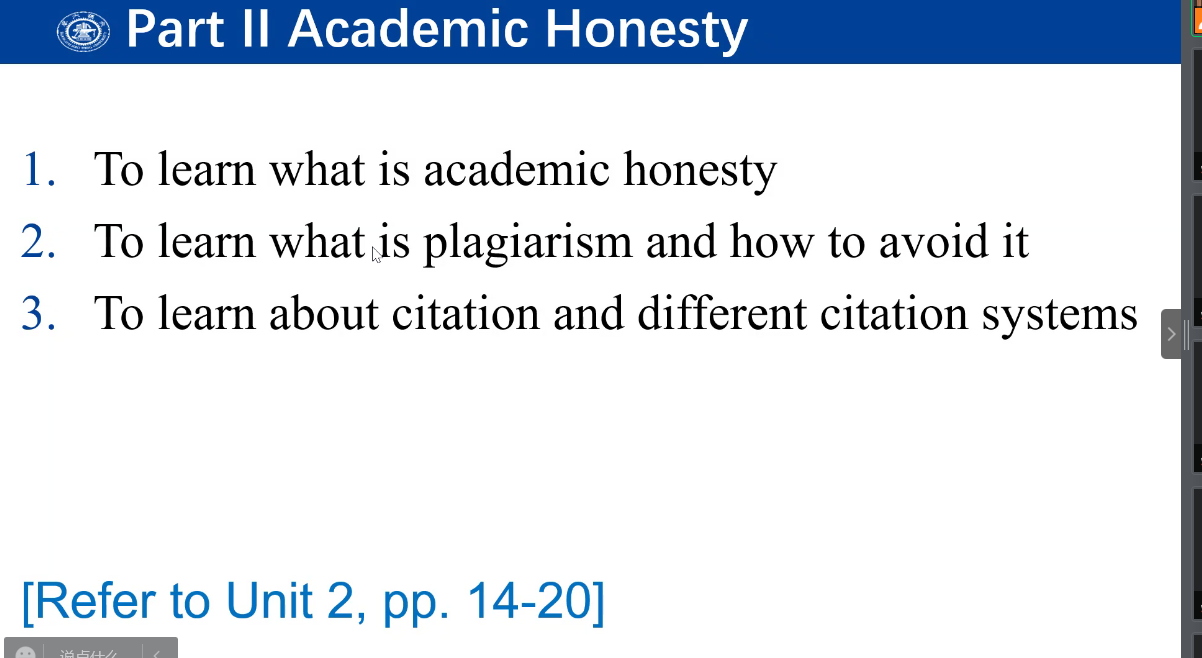 Part II Academic Honesty
1. To learn what is academic honesty
2. To learn what is plagiarism and how to avoid it
3. To learn about citation and different citation systems
[Refer to Unit 2, pp. 14-20]
说点什么